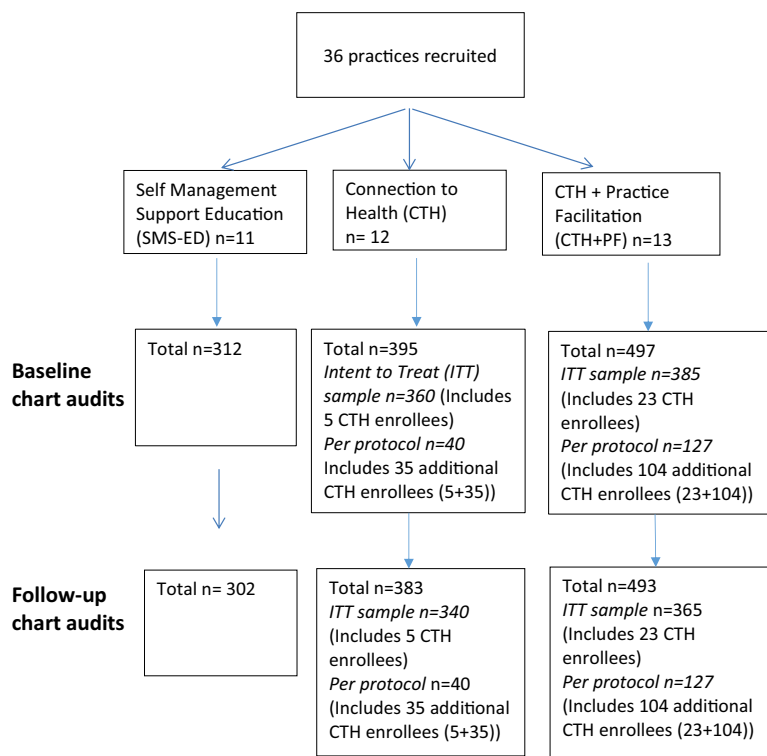 36 practices recruited
Self Management
Support Education
(SMS-ED) n=11
Connection to
Health (CTH)
n= 12
CTH + Practice
Facilitation
(CTH+PF) n=13
Baseline
chart audits
Total n=312
Total n=395
Intent to Treat (ITT)
sample n=360 (Includes
5 CTH enrollees)
Per protocol n=40
Includes 35 additional
CTH enrollees (5+35))
Total n=497
ITT sample n=385
(Includes 23 CTH
enrollees)
Per protocol n=127
(Includes 104 additional
CTH enrollees (23+104))
Follow-up
chart audits
Total n= 302
Total n=383
ITT sample n=340
(Includes 5 CTH
enrollees)
Per protocol n=40
(Includes 35 additional
CTH enrollees (5+35))
Total n=493
ITT sample n=365
(Includes 23 CTH
enrollees)
Per protocol n=127
(Includes 104 additional
CTH enrollees (23+104))